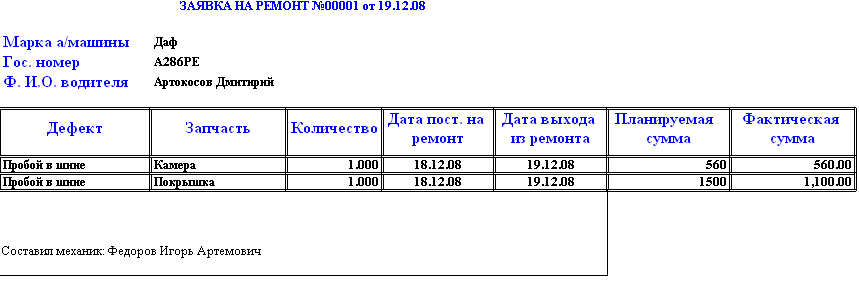 ЗАЯВКА НА РЕМОНТ №00001 от 19.12.08
Марка а/машины Даф
Гос. номер А286РЕ
Ф. И.О. водителя Артокосов Дмитирий
Дефект Запчасть Количество Дата пост. на ремонт Дата выхода из ремонта Планируемая сумма Фактическая сумма
Пробой в шине Камера 1.000 18.12.08 19.12.08 560 560.00
Пробой в шине Покрышка 1.000 18.12.08 19.12.08 1500 1,100.00
Составил механик: Федоров Игорь Артемович